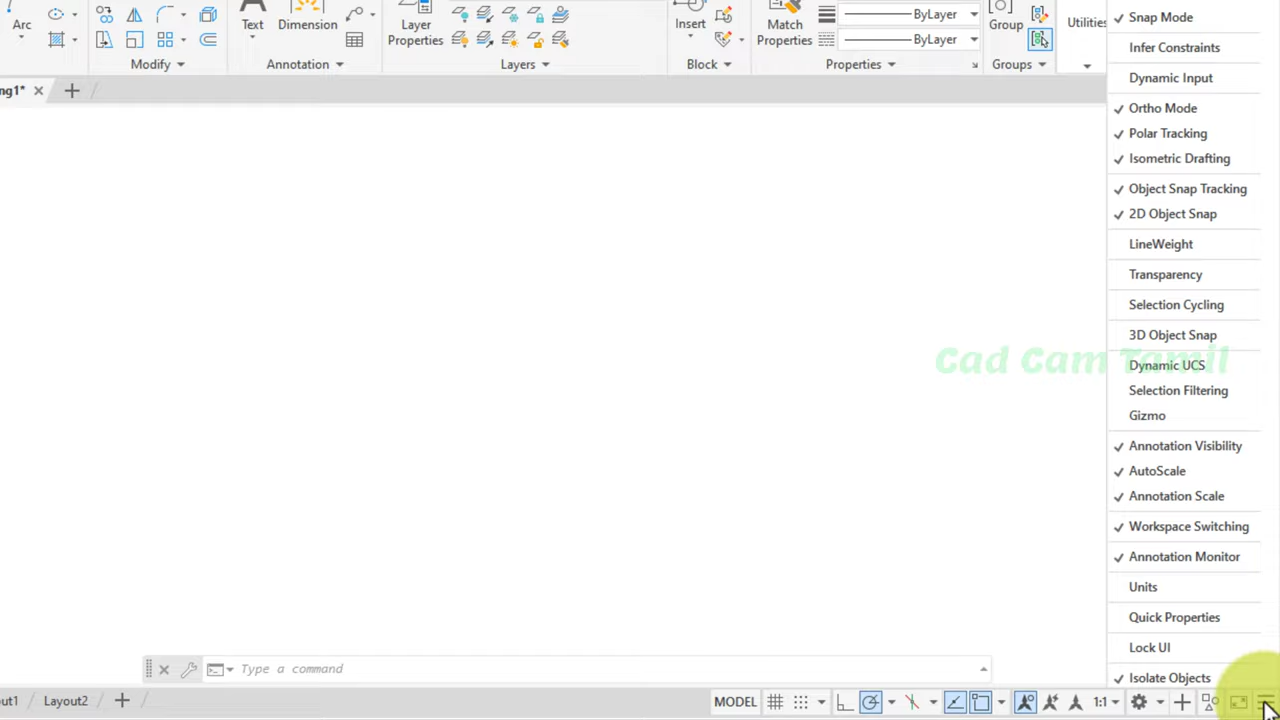 Arc
Text
Dimension
Layer
Properties
Insert
Match
Properties
ByLayer
ByLayer
Group
Utilities
Modify
Annotation
Layers
Block
Properties
Groups
ng1*
Snap Mode
Infer Constraints
Dynamic Input
Ortho Mode
Polar Tracking
Isometric Drafting
Object Snap Tracking
2D Object Snap
LineWeight
Transparency
Selection Cycling
3D Object Snap
Cad Cam Tamil
Dynamic UCS
Selection Filtering
Gizmo
Annotation Visibility
AutoScale
Annotation Scale
Workspace Switching
Annotation Monitor
Units
Quick Properties
Lock UI
Isolate Objects
Type a command
out1
Layout2
MODEL
1:1